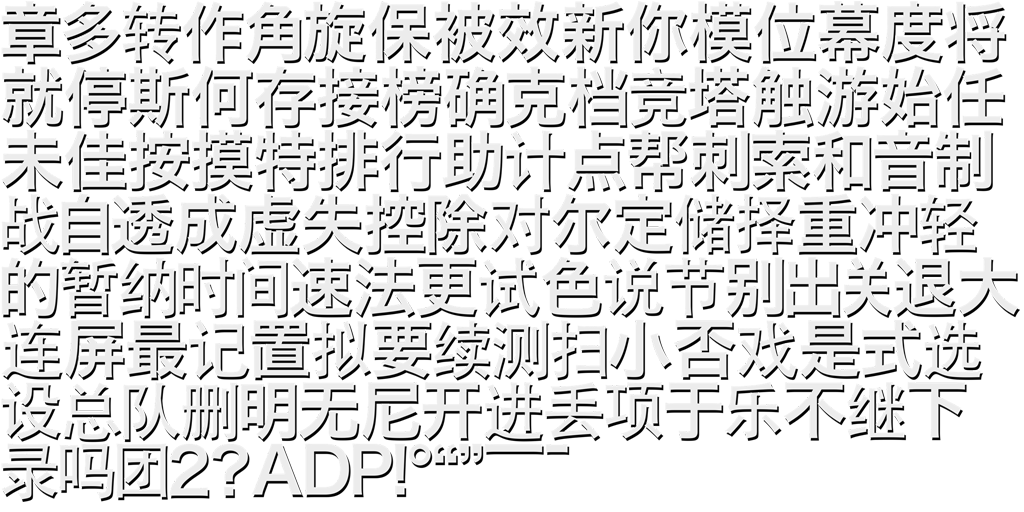 章多转作角旋保被效新你模位幕度将
就停斯何存接榜确克档竞塔触游始任
未佳按摸特排行助计点帮刺索和音制
战自透成虚失控除对尔定储择重冲轻
的暂纳时间速法更试色说节别出关退大
连屏最记置拟要续测扫小否戏是式选
设总队删明无尼开进丢项于乐不继下
录吗团2?ADP!°“”—-